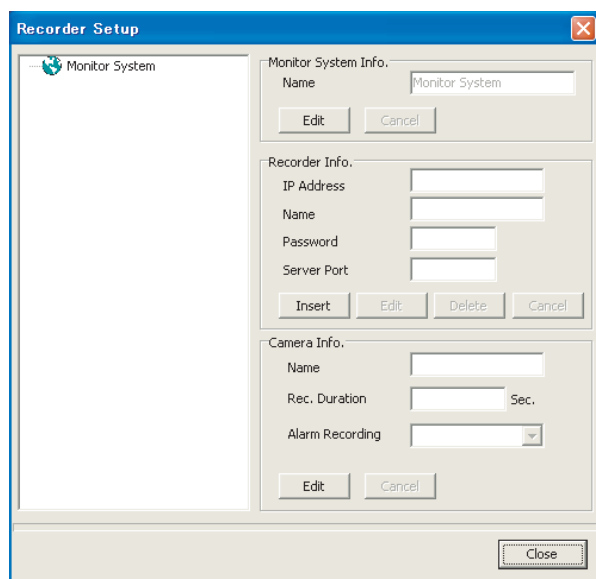 Recorder Setup
Monitor System
Monitor System Info.
Name Monitor System
Edit Cancel
Recorder Info.
IP Address
Name
Password
Server Port
Insert Edit Delete Cancel
Camera Info.
Name
Rec. Duration Sec.
Alarm Recording
Edit Cancel
Close